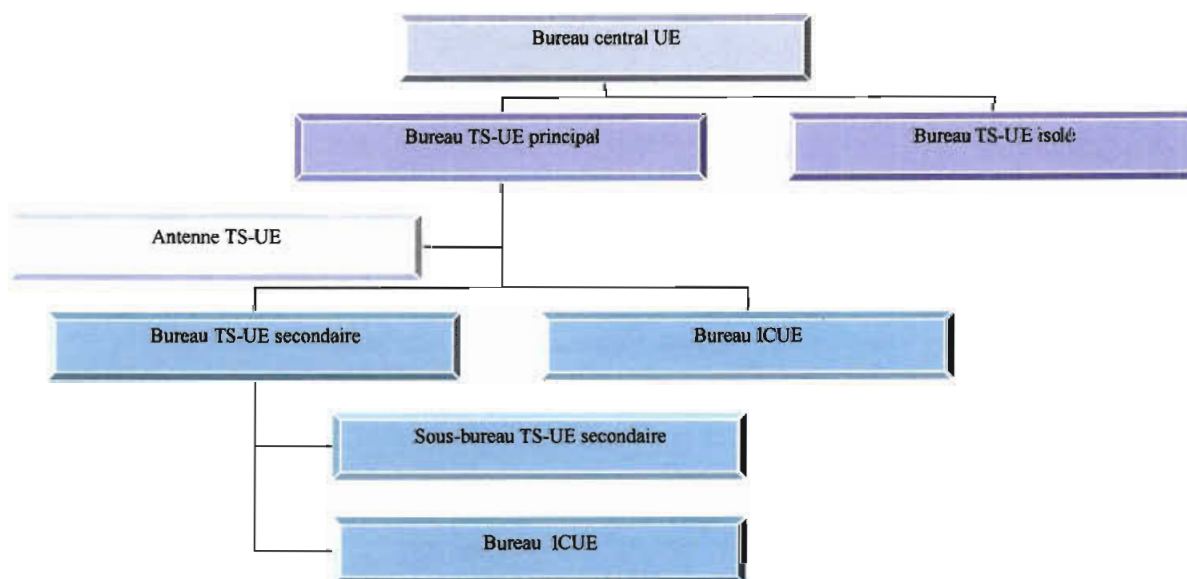 Bureau central UE
Bureau TS-UE principal
Bureau TS-UE isolé
Antenne TS-UE
Bureau TS-UE secondaire
Bureau ICUE
Sous-bureau TS-UE secondaire
Bureau ICUE